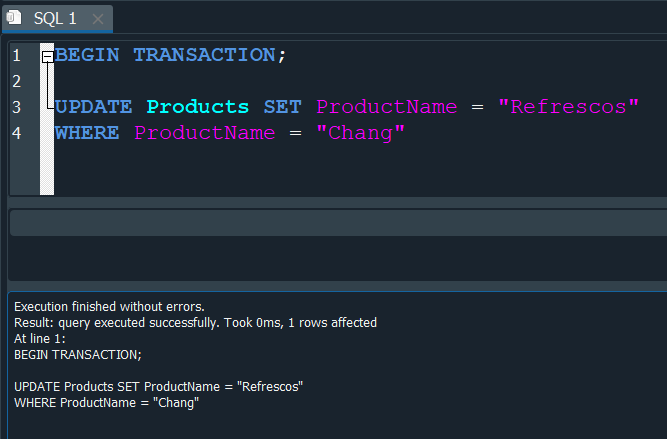 SQL 1
1 BEGIN TRANSACTION;
2
3 UPDATE Products SET ProductName = "Refrescos"
4 WHERE ProductName = "Chang"
Execution finished without errors.
Result: query executed successfully. Took 0ms, 1 rows affected
At line 1:
BEGIN TRANSACTION;
UPDATE Products SET ProductName = "Refrescos"
WHERE ProductName = "Chang"